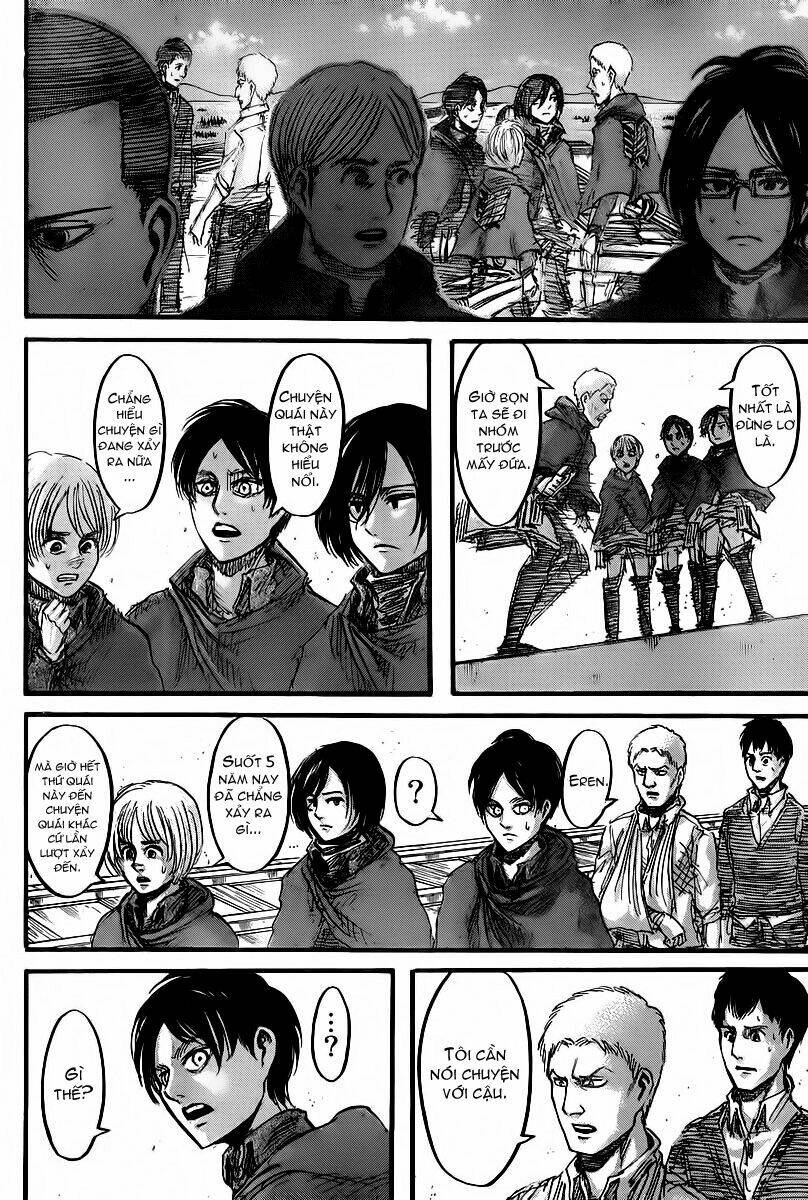 Tốt
nhất là
đừng lơ
là.
Giờ bọn
ta sẽ đi
nhóm
trước
mấy đứa.
Chuyện
quái này
thật
không
hiểu
nổi.
Chẳng
hiểu
chuyện gì
đang xảy
ra nữa
...
Eren.
?
Suốt 5
năm nay
đã chẳng
xảy ra
gì...
mà giờ hết
thứ quái
này đến
chuyện
quái khác
cứ lần
lượt xẩy
đến.
Tôi cần
nói chuyện
với cậu.
...?
Gì
thế?